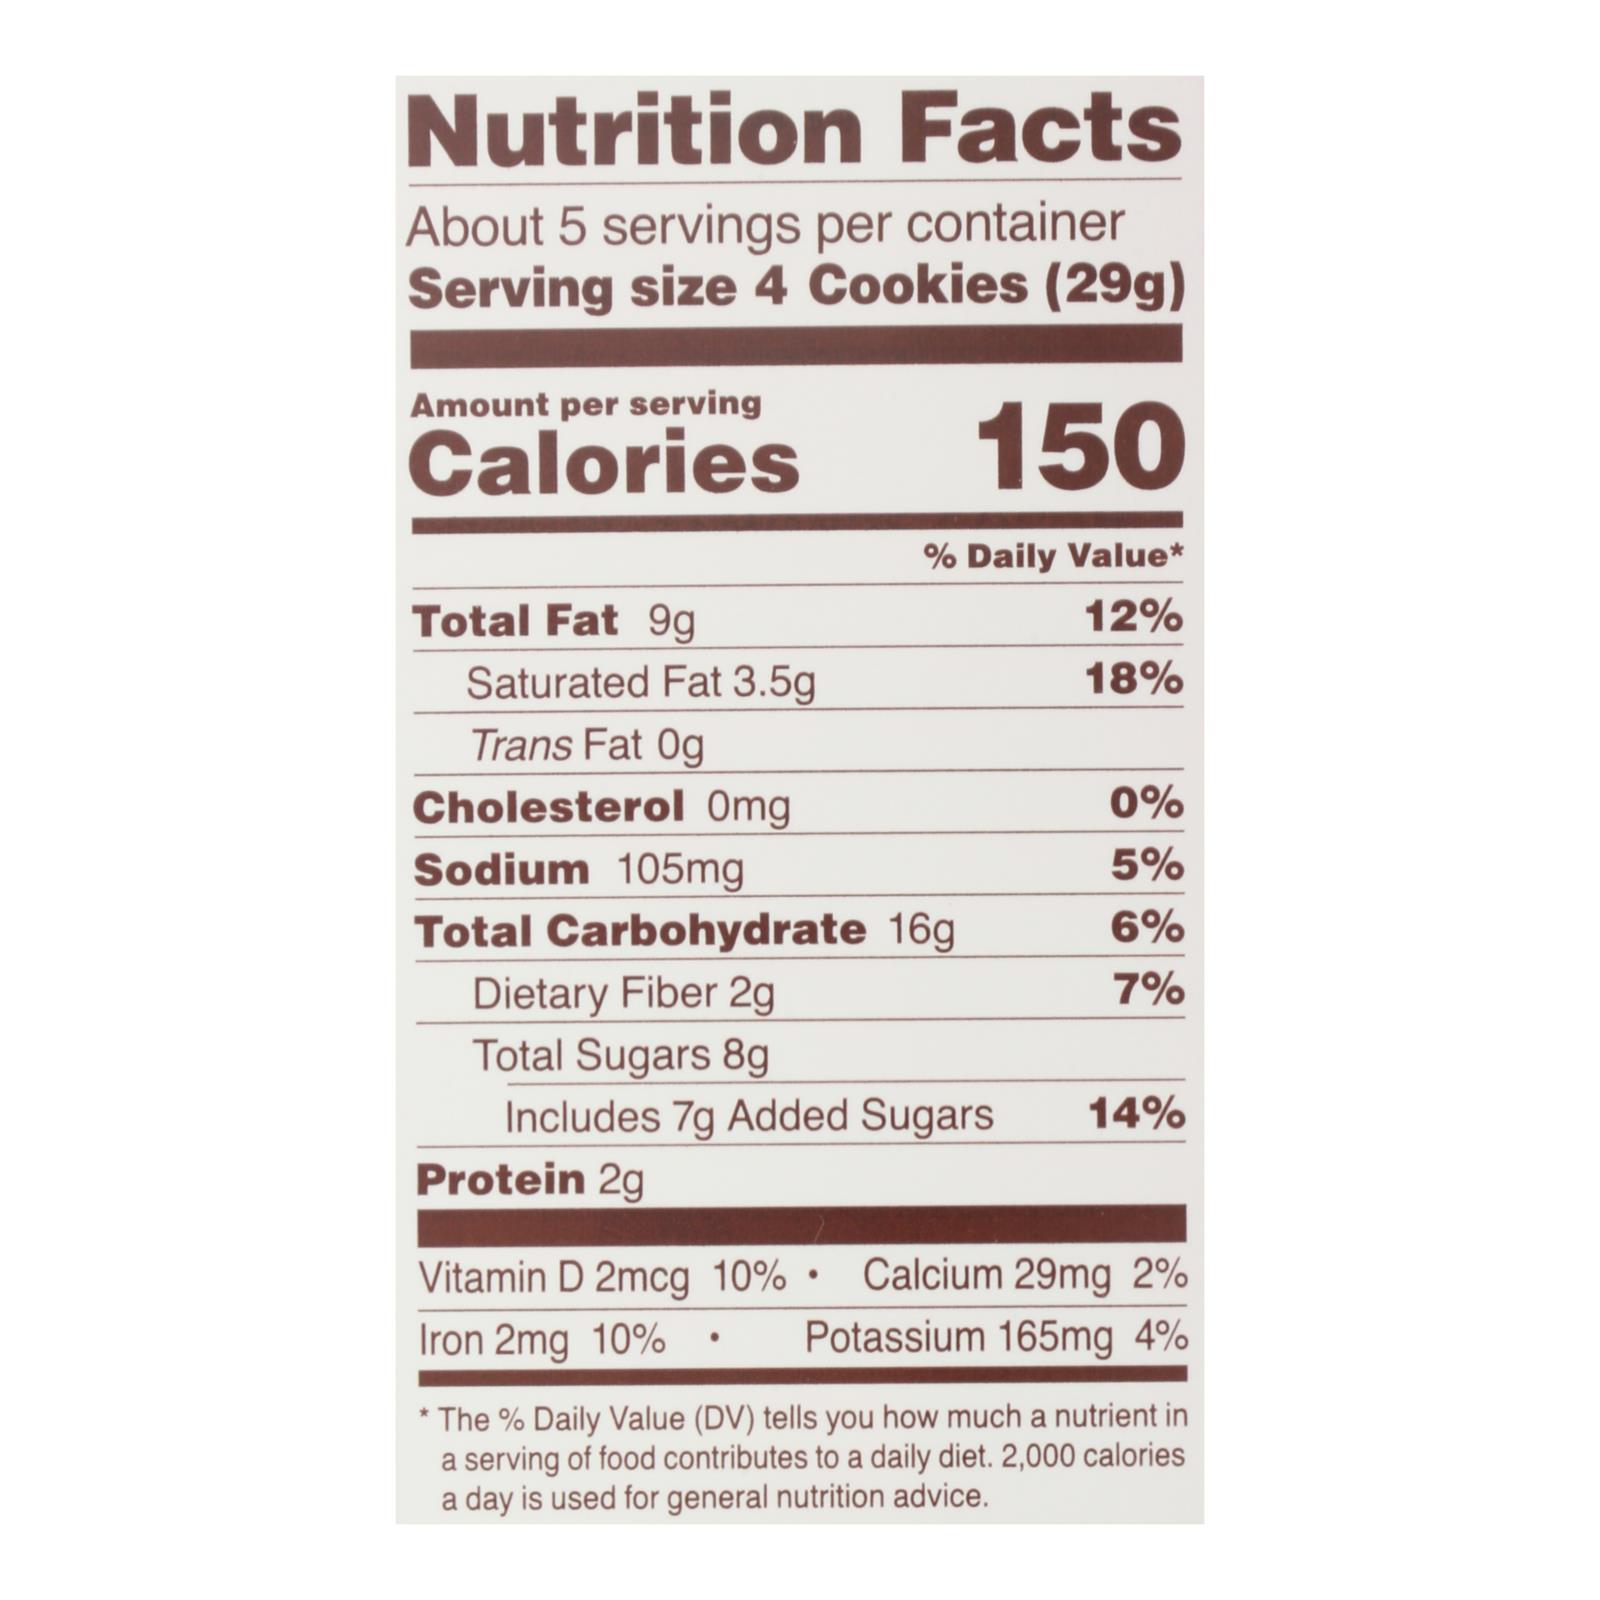 Nutrition Facts
About 5 servings per container
Serving size 4 Cookies (29g)
Amount per serving
Calories 150
% Daily Value*
Total Fat 9g 12%
Saturated Fat 3.5g 18%
Trans Fat 0g
Cholesterol 0mg 0%
Sodium 105mg 5%
Total Carbohydrate 16g 6%
Dietary Fiber 2g 7%
Total Sugars 8g
Includes 7g Added Sugars 14%
Protein 2g
Vitamin D 2mcg 10% • Calcium 29mg 2%
Iron 2mg 10% • Potassium 165mg 4%
* The % Daily Value (DV) tells you how much a nutrient in
a serving of food contributes to a daily diet. 2,000 calories
a day is used for general nutrition advice.